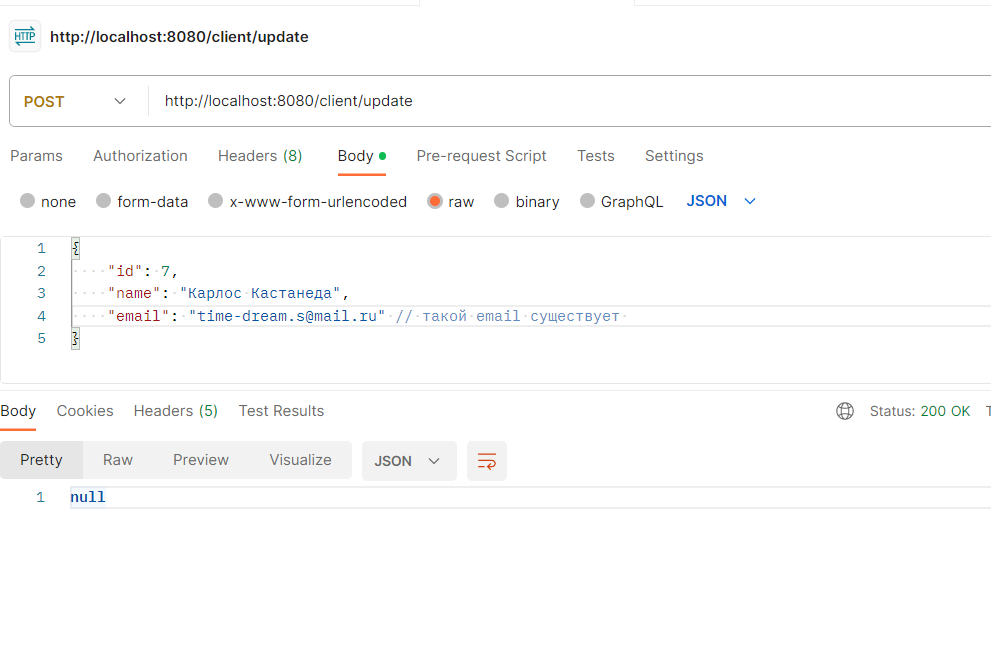 HTTP http://localhost:8080/client/update
POST http://localhost:8080/client/update
Params Authorization Headers (8) Body Pre-request Script Tests Settings
none form-data x-www-form-urlencoded raw binary GraphQL JSON
1 {
2 "id": 7,
3 "name": "Карлос Кастанеда",
4 "email": "time-dream.s@mail.ru" // такой email существует
5 }
Body Cookies Headers (5) Test Results Status: 200 OK T
Pretty Raw Preview Visualize JSON
1 null